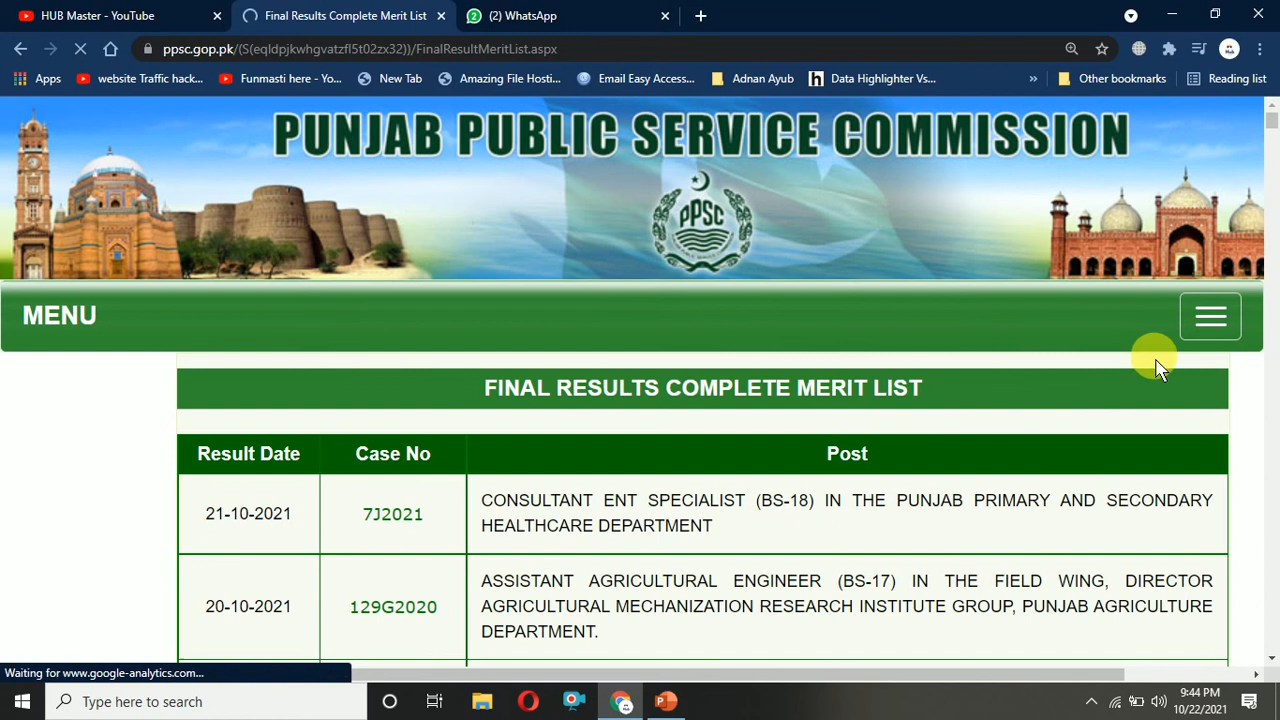 HUB Master - YouTube
Final Results Complete Merit List
(2) WhatsApp
ppsc.gop.pk/(S(eqldpjkwhgvatzfl5t02zx32))/FinalResultMeritList.aspx
Apps
website Traffic hack...
Funmasti here - Yo...
New Tab
Amazing File Hosti...
Email Easy Access...
Adnan Ayub
Data Highlighter Vs...
»
Other bookmarks
Reading list
PUNJAB PUBLIC SERVICE COMMISSION
PPSC
MENU
FINAL RESULTS COMPLETE MERIT LIST
Result Date Case No Post
21-10-2021 7J2021 CONSULTANT ENT SPECIALIST (BS-18) IN THE PUNJAB PRIMARY AND SECONDARY
HEALTHCARE DEPARTMENT
20-10-2021 129G2020 ASSISTANT AGRICULTURAL ENGINEER (BS-17) IN THE FIELD WING, DIRECTOR
AGRICULTURAL MECHANIZATION RESEARCH INSTITUTE GROUP, PUNJAB AGRICULTURE
DEPARTMENT.
Waiting for www.google-analytics.com...
Type here to search
9:44 PM
10/22/2021